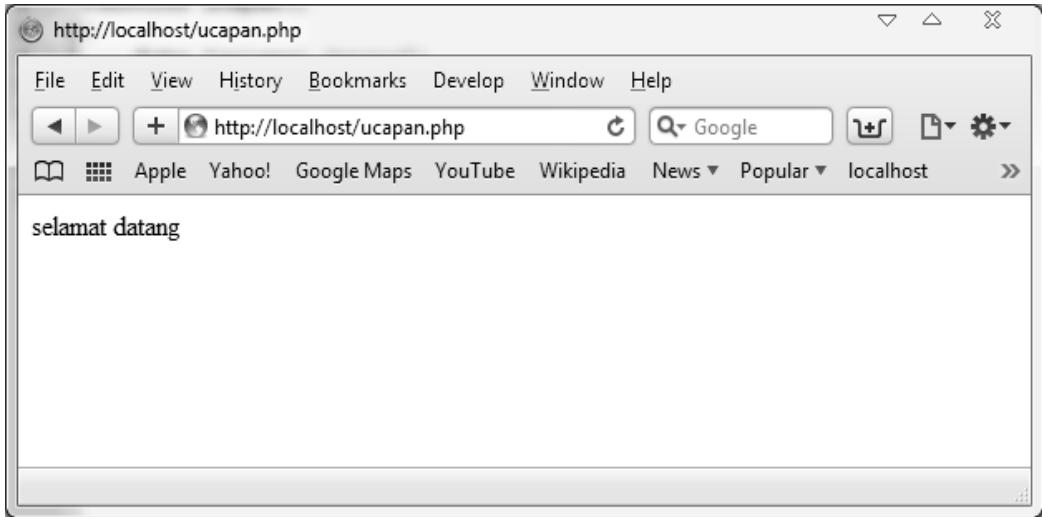 http://localhost/ucapan.php
File Edit View History Bookmarks Develop Window Help
http://localhost/ucapan.php Google
Apple Yahoo! Google Maps YouTube Wikipedia News Popular localhost
selamat datang